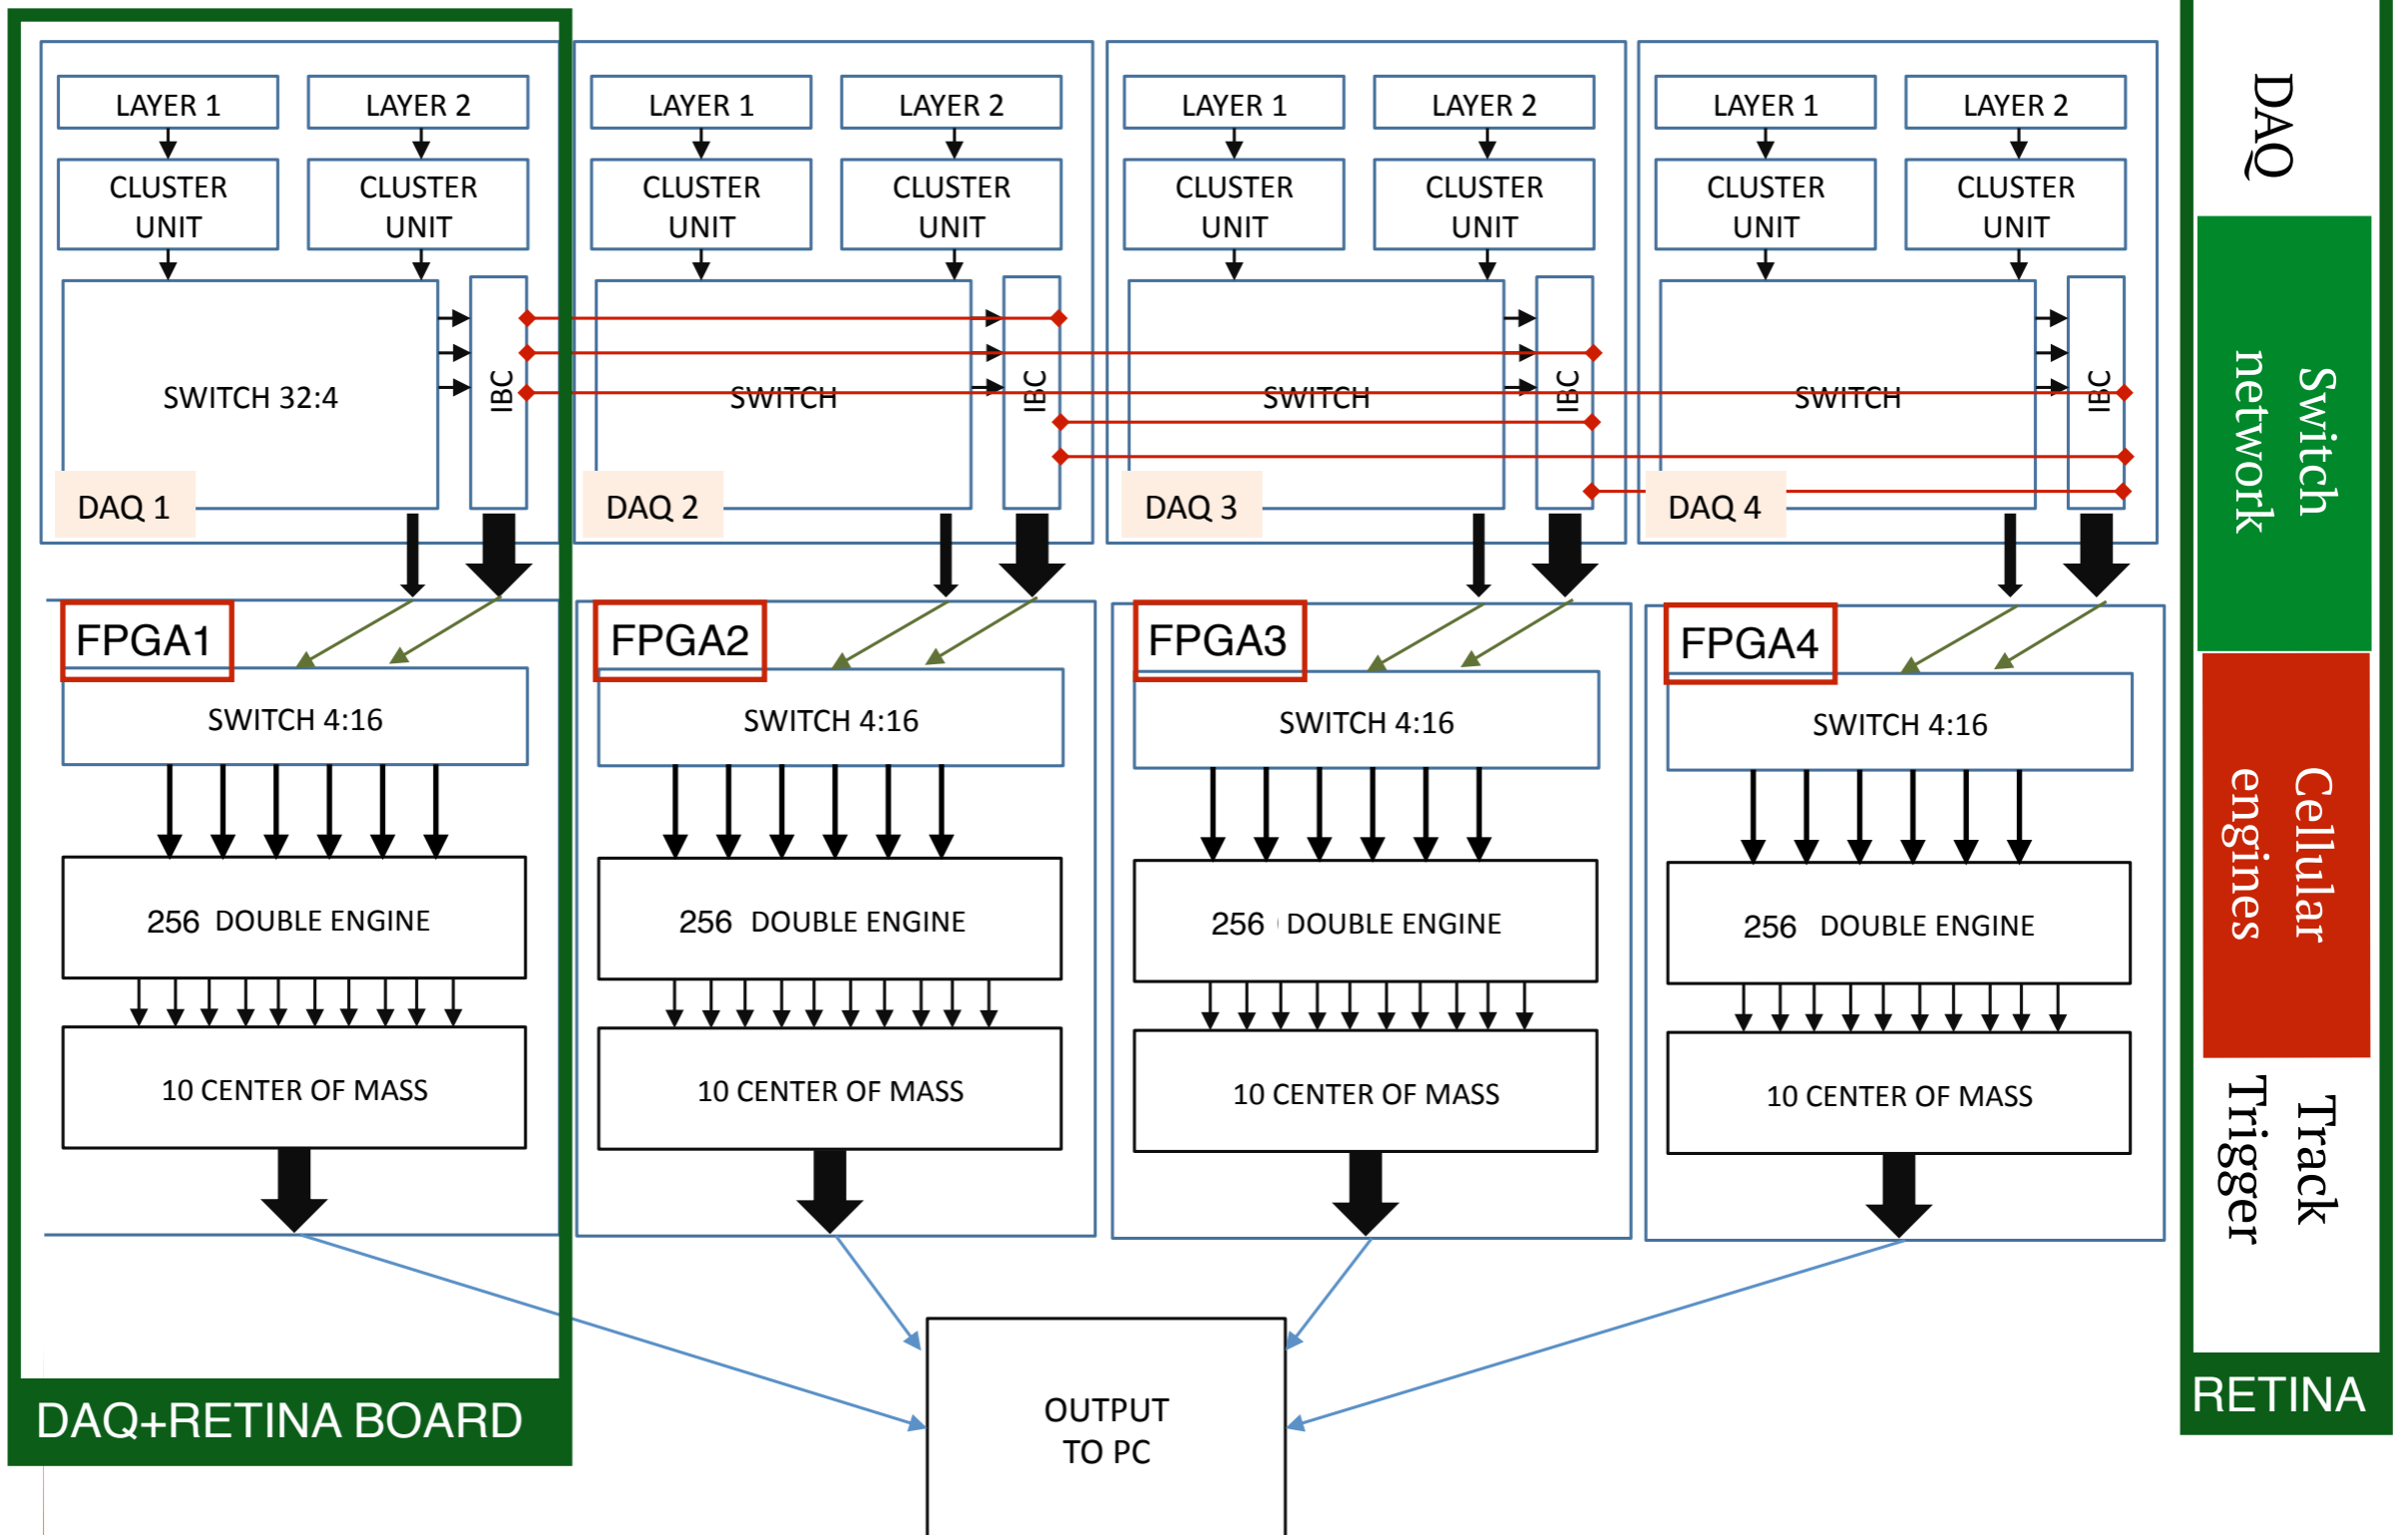 LAYER 1
LAYER 2
LAYER 1
LAYER 2
LAYER 1
LAYER 2
LAYER 1
LAYER 2
CLUSTER
UNIT
CLUSTER
UNIT
CLUSTER
UNIT
CLUSTER
UNIT
CLUSTER
UNIT
CLUSTER
UNIT
CLUSTER
UNIT
CLUSTER
UNIT
SWITCH 32:4
IBC
SWITCH
IBC
SWITCH
IBC
SWITCH
IBC
DAQ 1
DAQ 2
DAQ 3
DAQ 4
FPGA1
FPGA2
FPGA3
FPGA4
SWITCH 4:16
SWITCH 4:16
SWITCH 4:16
SWITCH 4:16
256 DOUBLE ENGINE
256 DOUBLE ENGINE
256 DOUBLE ENGINE
256 DOUBLE ENGINE
10 CENTER OF MASS
10 CENTER OF MASS
10 CENTER OF MASS
10 CENTER OF MASS
DAQ+RETINA BOARD
OUTPUT
TO PC
DAQ
Switch
network
Cellular
engines
Track
Trigger
RETINA